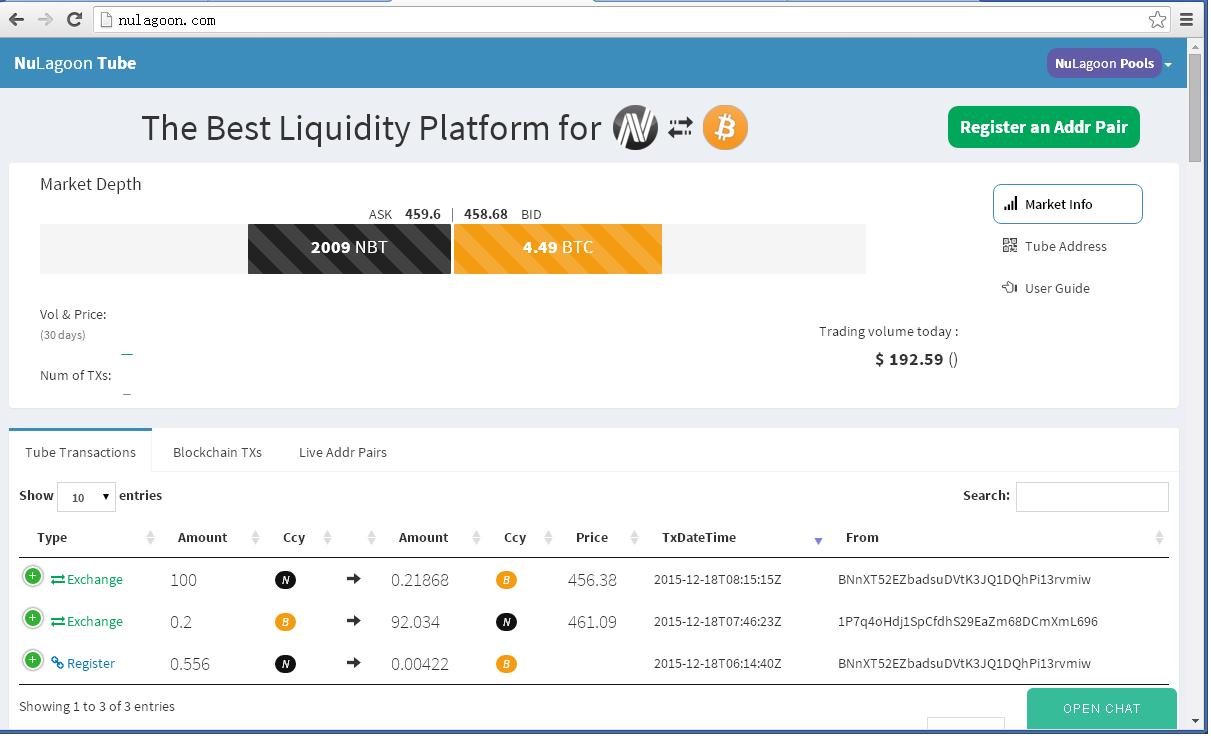 nulagoon.com
NuLagoon Tube
NuLagoon Pools
The Best Liquidity Platform for
Register an Addr Pair
Market Depth
ASK 459.6 | 458.68 BID
2009 NBT 4.49 BTC
Market Info
Tube Address
User Guide
Vol & Price:
(30 days)
Num of TXs:
Trading volume today :
$ 192.59 ()
Tube Transactions Blockchain TXs Live Addr Pairs
Show 10 entries Search:
Type Amount Ccy Amount Ccy Price TxDateTime From
Exchange 100 N 0.21868 B 456.38 2015-12-18T08:15:15Z BNnXT52EZbadsuDVtK3JQ1DQhPi13rvmiw
Exchange 0.2 B 92.034 N 461.09 2015-12-18T07:46:23Z 1P7q4oHdj1SpCfdhS29EaZm68DCmXmL696
Register 0.556 N 0.00422 B 2015-12-18T06:14:40Z BNnXT52EZbadsuDVtK3JQ1DQhPi13rvmiw
Showing 1 to 3 of 3 entries
OPEN CHAT